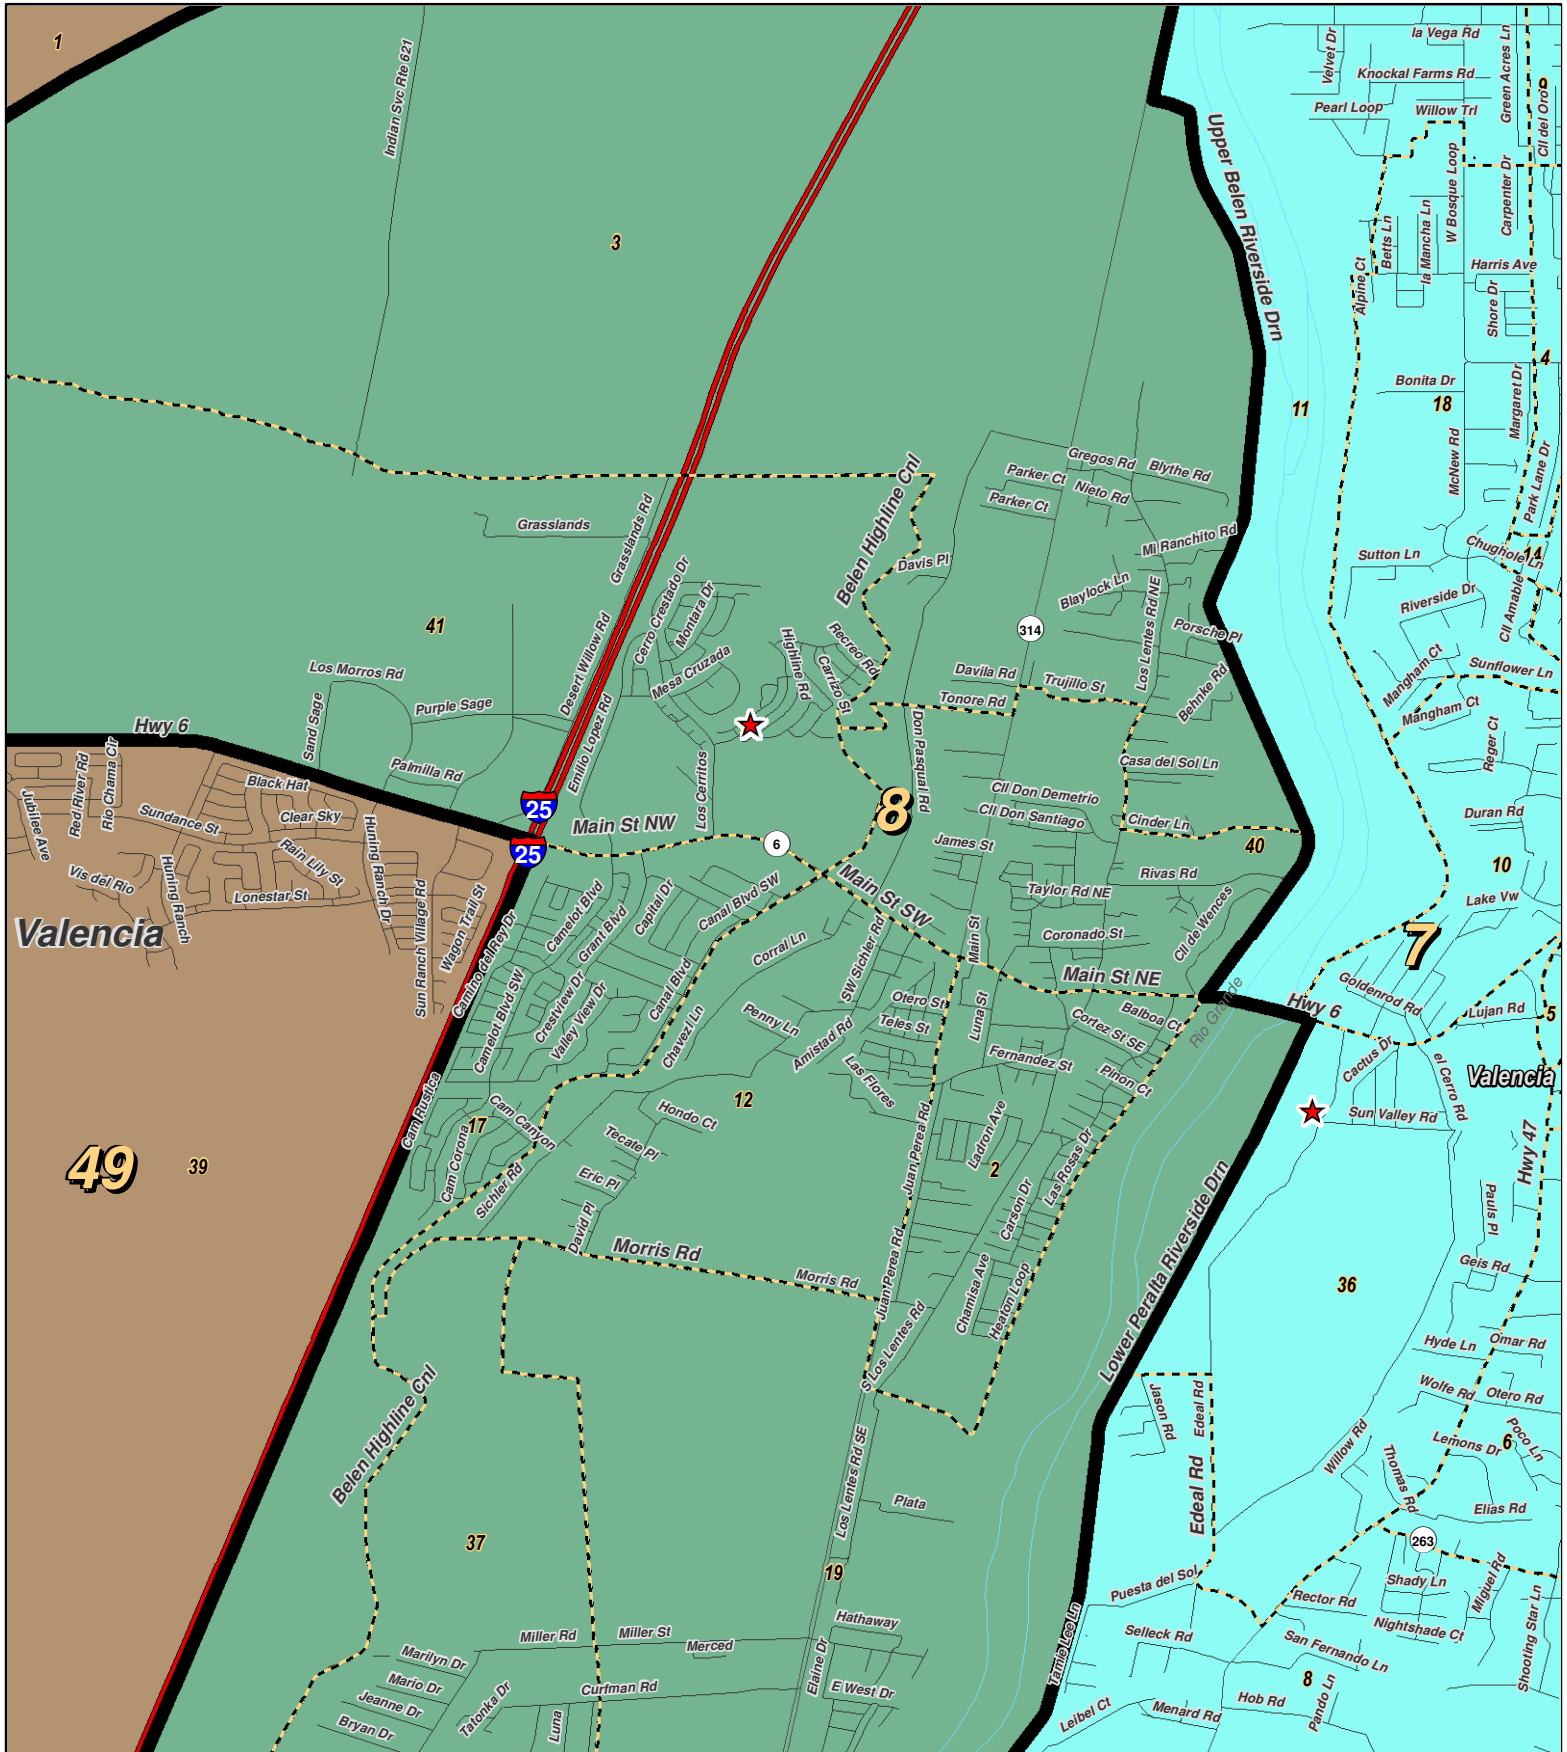 1
Indian Svc Rte 621
3
Upper Belen Riverside Drn
Velvet Dr
la Vega Rd
Green Acres Ln
Knockal Farms Rd
9
Cll del Oro
Pearl Loop
Willow Trl
W Bosque Loop
Carpenter Dr
Betts Ln
la Mancha Ln
Alpine Ct
Harris Ave
Shore Dr
4
Bonita Dr
18
11
Margaret Dr
McNew Rd
Park Lane Dr
Belen Highline Cnl
Gregos Rd
Blythe Rd
Parker Ct
Nieto Rd
Parker Ct
Grasslands
Grasslands Rd
Mi Ranchito Rd
Davis Pl
Sutton Ln
Chughole Ln
14
Blaylock Ln
Los Lentes Rd NE
Riverside Dr
Cll Amable
Cerro Crestado Dr
Montara Dr
41
314
Porsche Pl
Highline Rd
Recreo Rd
Carrizo St
Desert Willow Rd
Los Morros Rd
Mesa Cruzada
Davila Rd
Trujillo St
Tonore Rd
Behnke Rd
Mangham Ct
Sunflower Ln
Mangham Ct
Reger Ct
Sand Sage
Purple Sage
Emilio Lopez Rd
Hwy 6
Don Pasqual Rd
Los Cerritos
Palmilla Rd
Casa del Sol Ln
Cll Don Demetrio
Cll Don Santiago
Cinder Ln
Jubilee Ave
Red River Rd
Rio Chama Cir
Black Hat
Sundance St
Clear Sky
25
25
Main St NW
6
8
James St
40
Duran Rd
10
Vis del Rio
Huning Ranch
Rain Lily St
Huning Ranch Dr
Lonestar St
Sun Ranch Village Rd
Wagon Trail St
Main St SW
Taylor Rd NE
Rivas Rd
Lake Vw
Valencia
Camino del Rey Dr
Camelot Blvd
Grant Blvd
Capital Dr
Canal Blvd SW
Corral Ln
SW Sichler Rd
Main St
Coronado St
Cll de Wences
7
Camelot Blvd SW
Crestview Dr
Valley View Dr
Canal Blvd
Chavez Ln
Penny Ln
Amistad Rd
Otero St
Teles St
Luna St
Main St NE
Balboa Ct
Cortez St SE
Rio Grande
Hwy 6
Goldenrod Rd
Lujan Rd
5
Fernandez St
Pinon Ct
Las Flores
Cactus Dr
el Cerro Rd
Valencia
Cam Rustica
17
Cam Canyon
12
Hondo Ct
Tecate Pl
Juan Perea Rd
Ladron Ave
Sun Valley Rd
Hwy 47
49
39
Cam Corona
Sichler Rd
Eric Pl
David Pl
2
Las Rosas Dr
Carson Dr
Lower Peralta Riverside Drn
Pauls Pl
Morris Rd
Morris Rd
Juan Perea Rd
Chamisa Ave
Heaton Loop
36
Geis Rd
S Los Lentes Rd
Hyde Ln
Omar Rd
Belen Highline Cnl
Jason Rd
Edeal Rd
Edeal Rd
Wolfe Rd
Otero Rd
Poco Ln
6
Lemons Dr
Willow Rd
Thomas Rd
Elias Rd
Los Lentes Rd SE
Plata
37
19
263
Puesta del Sol
Shady Ln
Miguel Rd
Rector Rd
Nightshade Ct
Shooting Star Ln
Hathaway
Tamie Lee Ln
Selleck Rd
San Fernando Ln
Miller Rd
Miller St
Merced
Marilyn Dr
Mario Dr
Jeanne Dr
Bryan Dr
Tatonka Dr
Luna
Curfman Rd
Elaine Dr
E West Dr
8
Leibel Ct
Menard Rd
Hob Rd
Pando Ln